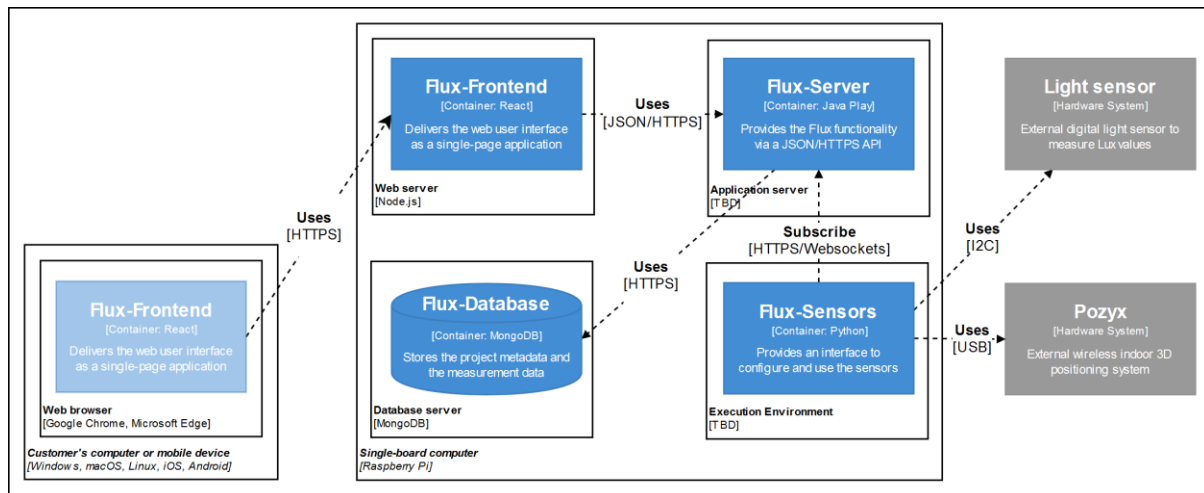 Flux-Frontend
[Container: React]
Delivers the web user interface
as a single-page application
Web server
[Node.js]
Uses
[JSON/HTTPS]
Flux-Server
[Container: Java Play]
Provides the Flux functionality
via a JSON/HTTPS API
Application server
[TBD]
Light sensor
[Hardware System]
External digital light sensor to
measure Lux values
Uses
[HTTPS]
Uses
[HTTPS]
Subscribe
[HTTPS/Websockets]
Uses
[I2C]
Flux-Frontend
[Container: React]
Delivers the web user interface
as a single-page application
Web browser
[Google Chrome, Microsoft Edge]
Customer's computer or mobile device
[Windows, macOS, Linux, iOS, Android]
Flux-Database
[Container: MongoDB]
Stores the project metadata and
the measurement data
Database server
[MongoDB]
Flux-Sensors
[Container: Python]
Provides an interface to
configure and use the sensors
Execution Environment
[TBD]
Uses
[USB]
Pozyx
[Hardware System]
External wireless indoor 3D
positioning system
Single-board computer
[Raspberry Pi]